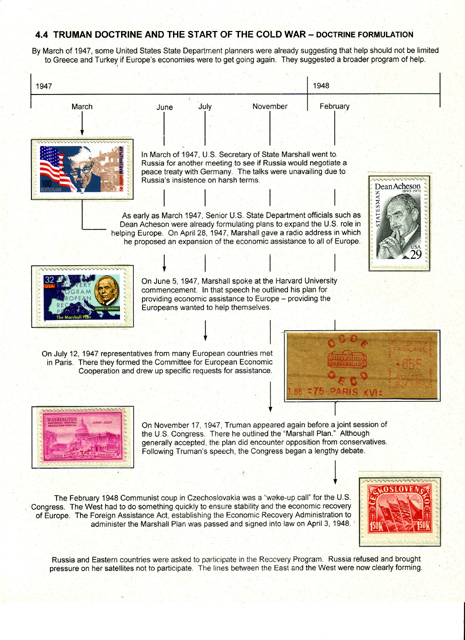 4.4 TRUMAN DOCTRINE AND THE START OF THE COLD WAR – DOCTRINE FORMULATION
By March of 1947, some United States State Department planners were already suggesting that help should not be limited
to Greece and Turkey if Europe's economies were to get going again. They suggested a broader program of help.
1947
1948
March
June
July
November
February
In March of 1947, U.S. Secretary of State Marshall went to
Russia for another meeting to see if Russia would negotiate a
peace treaty with Germany. The talks were unavailing due to
Russia's insistence on harsh terms.
Dean Acheson
STATESMAN
USA
29
As early as March 1947, Senior U.S. State Department officials such as
Dean Acheson were already formulating plans to expand the U.S. role in
helping Europe. On April 28, 1947, Marshall gave a radio address in which
he proposed an expansion of the economic assistance to all of Europe.
32
USA
The Marshall Plan
On June 5, 1947, Marshall spoke at the Harvard University
commencement. In that speech he outlined his plan for
providing economic assistance to Europe – providing the
Europeans wanted to help themselves.
On July 12, 1947 representatives from many European countries met
in Paris. There they formed the Committee for European Economic
Cooperation and drew up specific requests for assistance.
OCDE
OECD
75 PARIS XVI
WASHINGTON
On November 17, 1947, Truman appeared again before a joint session of
the U.S. Congress. There he outlined the "Marshall Plan." Although
generally accepted, the plan did encounter opposition from conservatives.
Following Truman's speech, the Congress began a lengthy debate.
The February 1948 Communist coup in Czechoslovakia was a "wake-up call" for the U.S.
Congress. The West had to do something quickly to ensure stability and the economic recovery
of Europe. The Foreign Assistance Act, establishing the Economic Recovery Administration to
administer the Marshall Plan was passed and signed into law on April 3, 1948.
ČESKOSLOVENSKO
1.50K
1.50K
Russia and Eastern countries were asked to participate in the Recovery Program. Russia refused and brought
pressure on her satellites not to participate. The lines between the East and the West were now clearly forming.